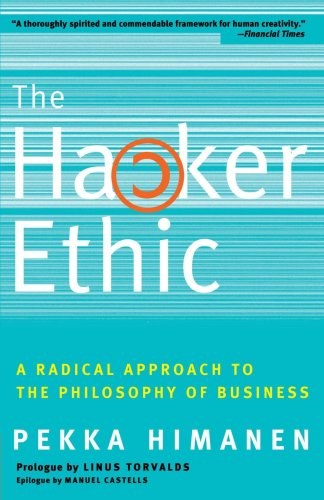 "A thoroughly spirited and commendable framework for human creativity."
—Financial Times
The
Hacker
Ethic
A RADICAL APPROACH TO
THE PHILOSOPHY OF BUSINESS
PEKKA HIMANEN
Prologue by LINUS TORVALDS
Epilogue by MANUEL CASTELLS